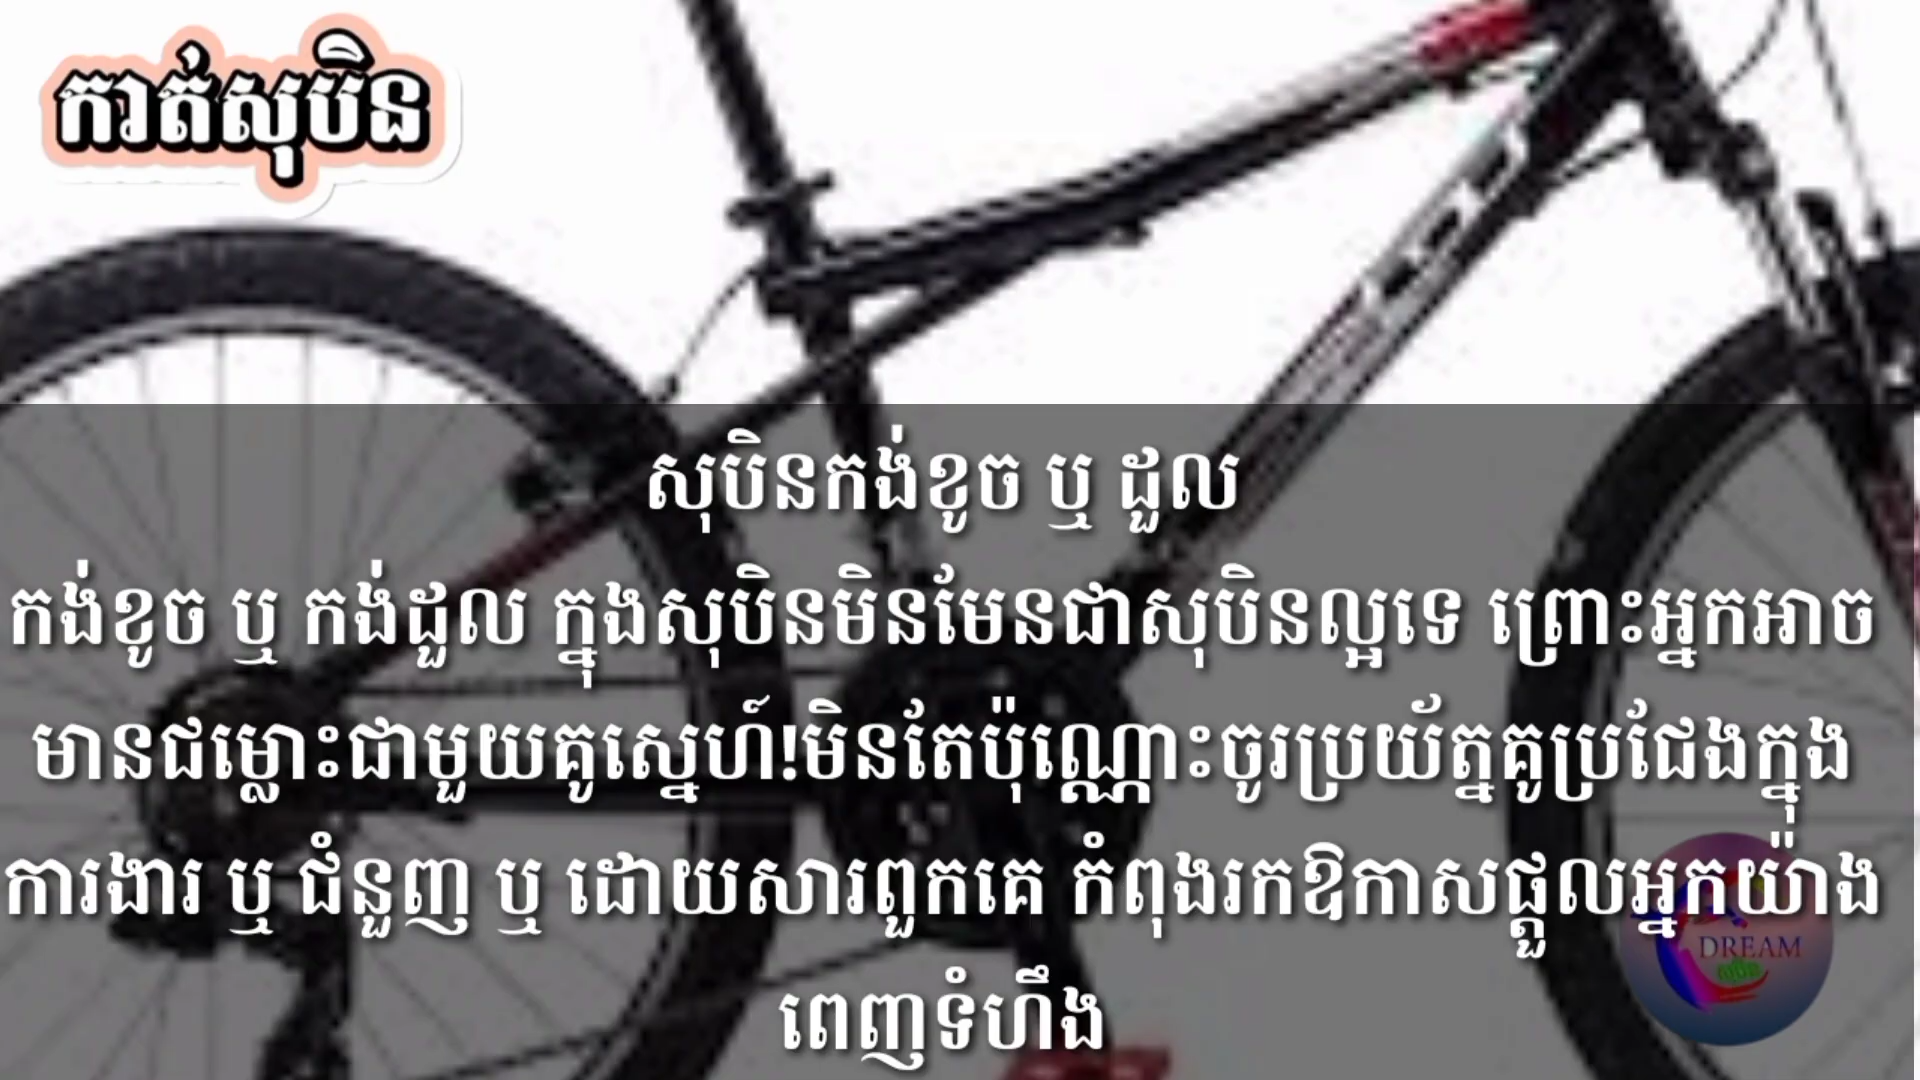 កាត់សុបិន
សុបិនកង់ខូច ឬ ដួល
កង់ខូច ឬ កង់ដួល ក្នុងសុបិនមិនមែនជាសុបិនល្អទេ ព្រោះអ្នកអាច
មានជម្លោះជាមួយគូស្នេហ៍!មិនតែប៉ុណ្ណោះចូរប្រយ័ត្នគូប្រជែងក្នុង
ការងារ ឬ ជំនួញ ឬ ដោយសារពួកគេ កំពុងរកឱកាសផ្តួលអ្នកយ៉ាង
ពេញទំហឹង
DREAM
សុបិន